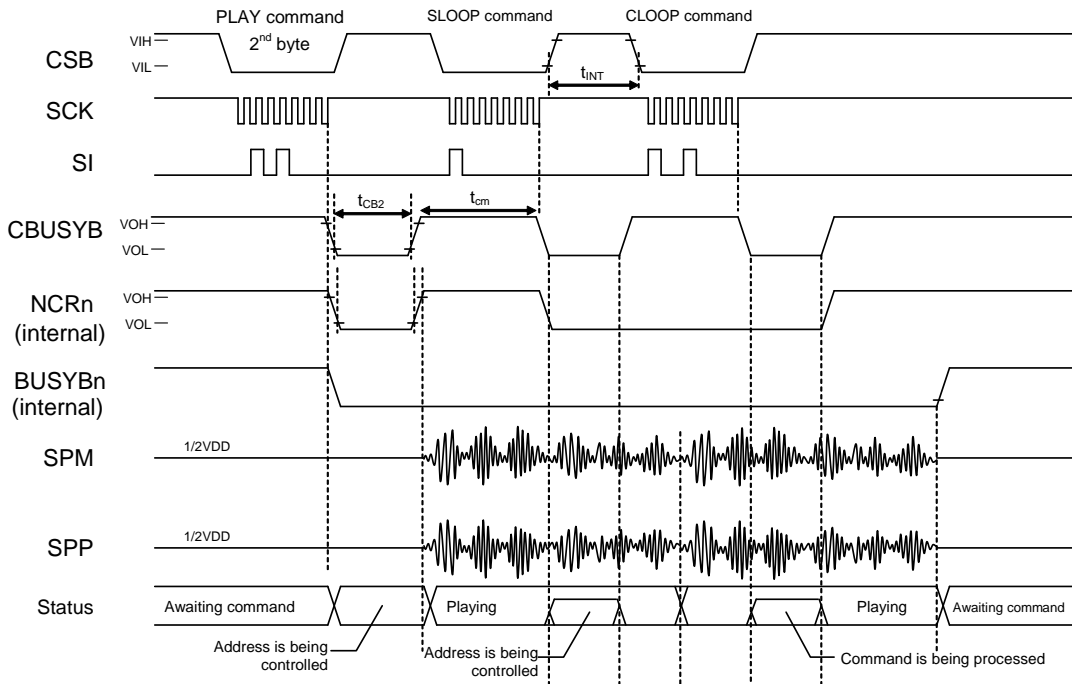 PLAY command
2nd byte
SLOOP command
CLOOP command
VIH
CSB
VIL
tINT
SCK
SI
tCB2
tcm
VOH
CBUSYB
VOL
VOH
NCRn
(internal)
VOL
BUSYBn
(internal)
1/2VDD
SPM
1/2VDD
SPP
Status
Awaiting command
Playing
Playing
Awaiting command
Address is being
controlled
Address is being
controlled
Command is being processed